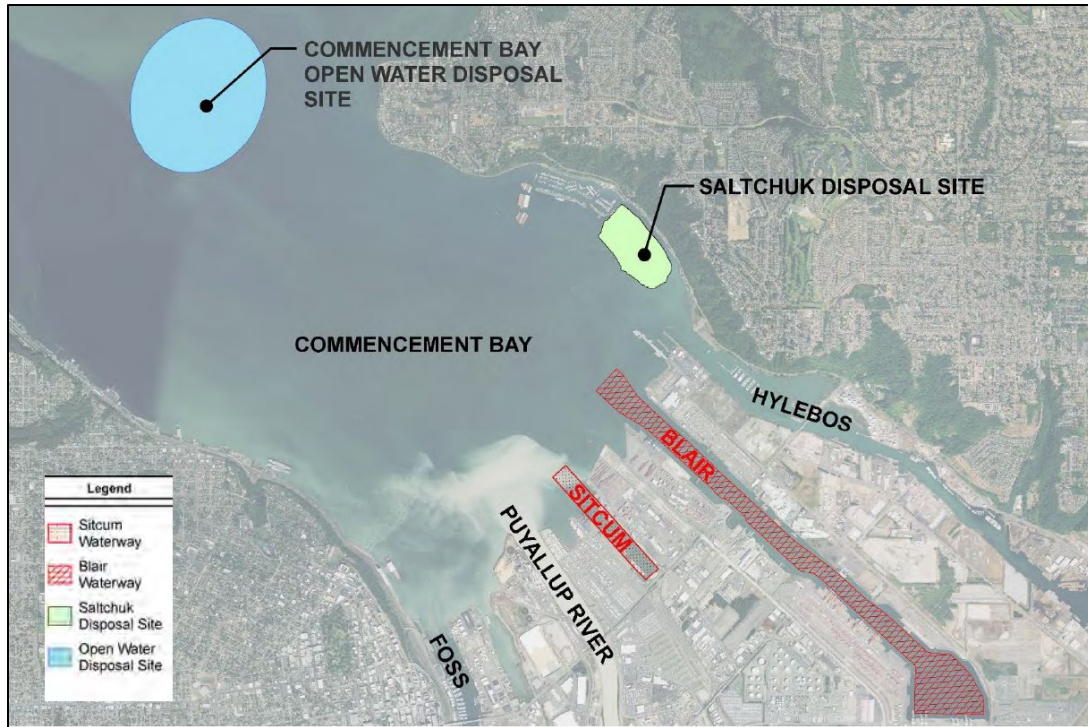 COMMENCEMENT BAY
OPEN WATER DISPOSAL
SITE
SALTCHUK DISPOSAL SITE
COMMENCEMENT BAY
HYLEBOS
BLAIR
SITCUM
PUYALLUP RIVER
FOSS
Legend
Sitcum
Waterway
Blair
Waterway
Saltchuk
Disposal Site
Open Water
Disposal Site